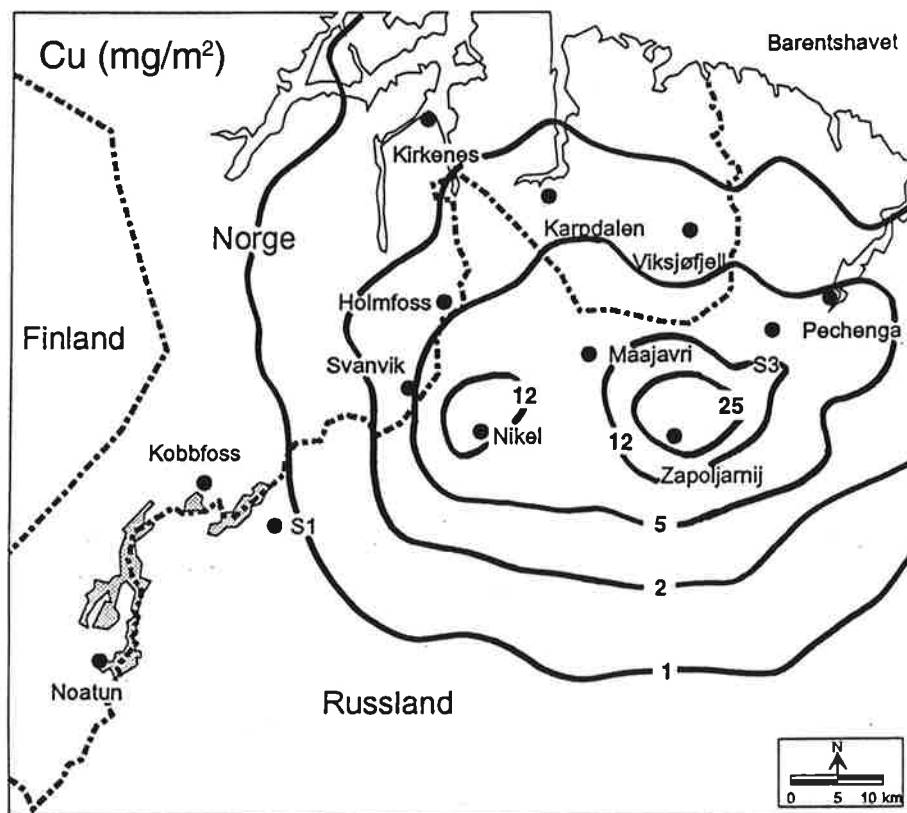 Cu (mg/m²)
Barentshavet
Kirkenes
Norge
Karpdalen
Viksjøfjell
Holmfoss
Pechenga
Finland
Maajavri
S3
Svanvik
12
25
Nikel
12
Zapoljarnij
Kobbfoss
5
S1
2
1
Noatun
Russland
N
0 5 10 km